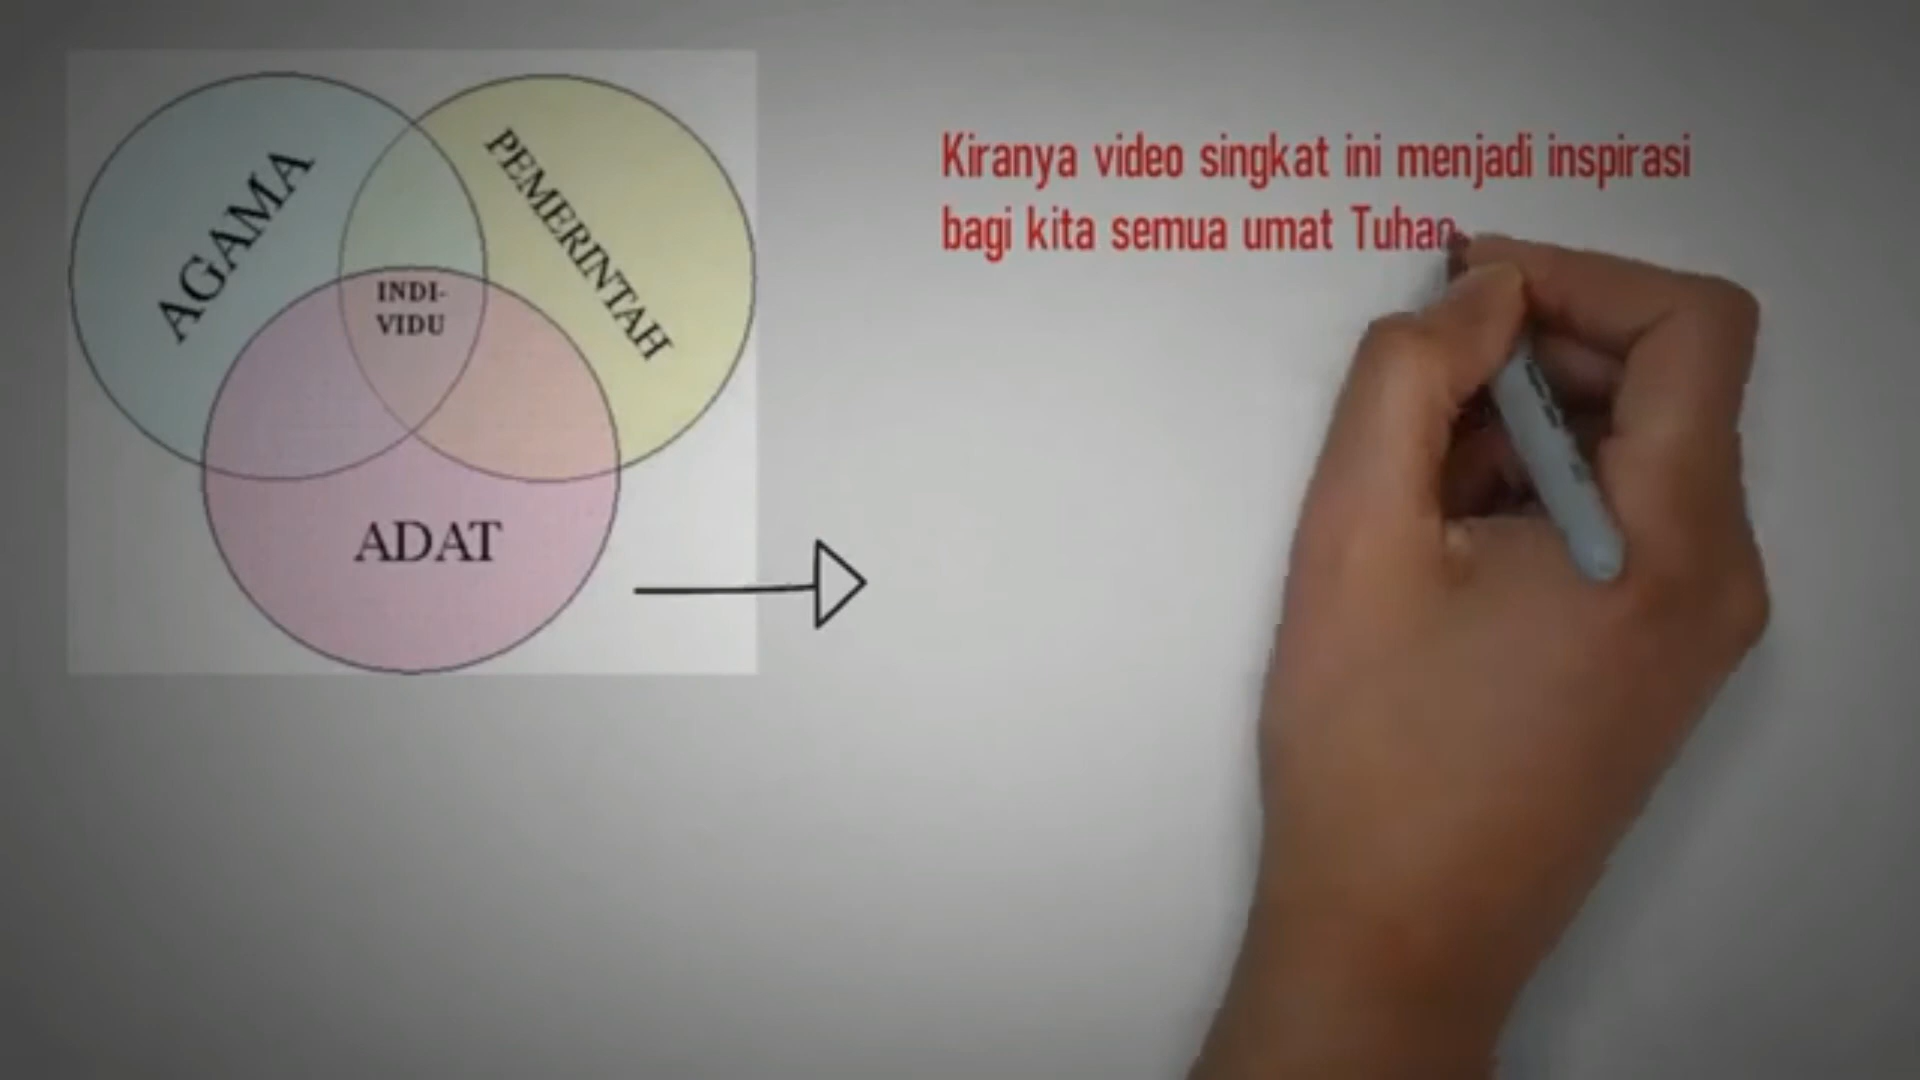 AGAMA
PEMERINTAH
INDI-
VIDU
ADAT
Kiranya video singkat ini menjadi inspirasi
bagi kita semua umat Tuhan